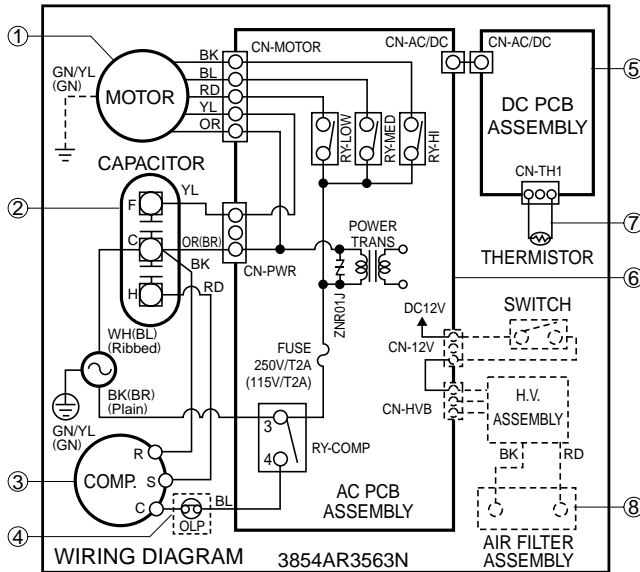 1
GN/YL
(GN)
MOTOR
BK
BL
RD
YL
OR
CN-MOTOR
CN-AC/DC
CN-AC/DC
5
DC PCB
ASSEMBLY
RY-LOW
RY-MED
RY-HI
CAPACITOR
CN-TH1
2
F
YL
C
OR(BR)
BK
H
RD
CN-PWR
POWER
TRANS
ZNR01J
7
THERMISTOR
6
WH(BL)
(Ribbed)
FUSE
250V/T2A
(115V/T2A)
DC12V
SWITCH
CN-12V
BK(BR)
(Plain)
GN/YL
(GN)
CN-HVB
H.V.
ASSEMBLY
3
4
RY-COMP
BK
RD
3
COMP.
R
S
C
BL
OLP
4
AC PCB
ASSEMBLY
8
AIR FILTER
ASSEMBLY
WIRING DIAGRAM
3854AR3563N